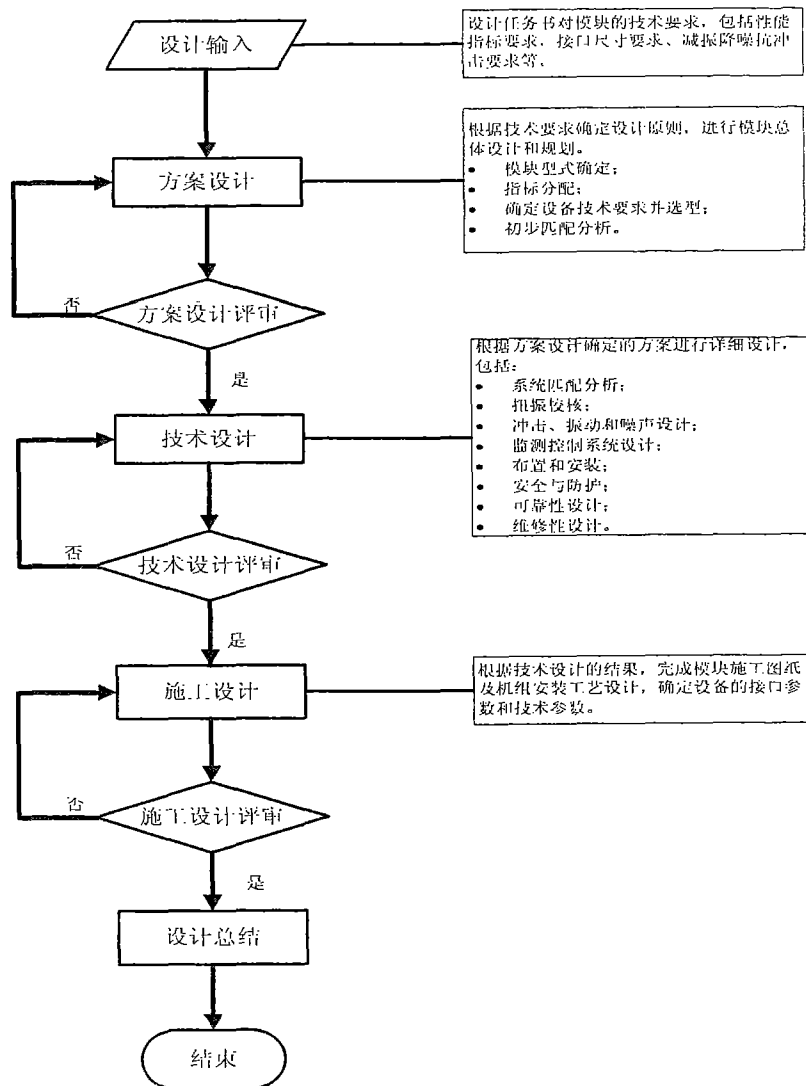 设计输入
设计任务书对模块的技术要求，包括性能
指标要求，接口尺寸要求、减振降噪抗冲
击要求等。
方案设计
根据技术要求确定设计原则，进行模块总
体设计和规划。
• 模块型式确定；
• 指标分配；
• 确定设备技术要求并选型；
• 初步匹配分析。
否
方案设计评审
是
技术设计
根据方案设计确定的方案进行详细设计，
包括：
• 系统匹配分析；
• 扭振校核；
• 冲击、振动和噪声设计；
• 监测控制系统设计；
• 布置和安装；
• 安全与防护；
• 可靠性设计；
• 维修性设计。
否
技术设计评审
是
施工设计
根据技术设计的结果，完成模块施工图纸
及机组安装工艺设计，确定设备的接口参
数和技术参数。
否
施工设计评审
是
设计总结
结束